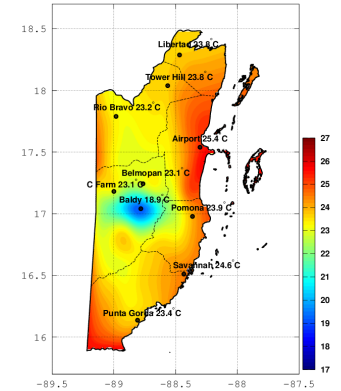 18.5
Libertad 23.8°C
18
Tower Hill 23.8°C
Rio Bravo 23.2°C
17.5
Airport 25.4°C
Belmopan 23.1°C
C Farm 23.1°C
Baldy 18.9°C
Pomona 23.9°C
17
16.5
Savannah 24.6°C
Punta Gorda 23.4°C
16
-89.5
-89
-88.5
-88
-87.5
27
26
25
24
23
22
21
20
19
18
17